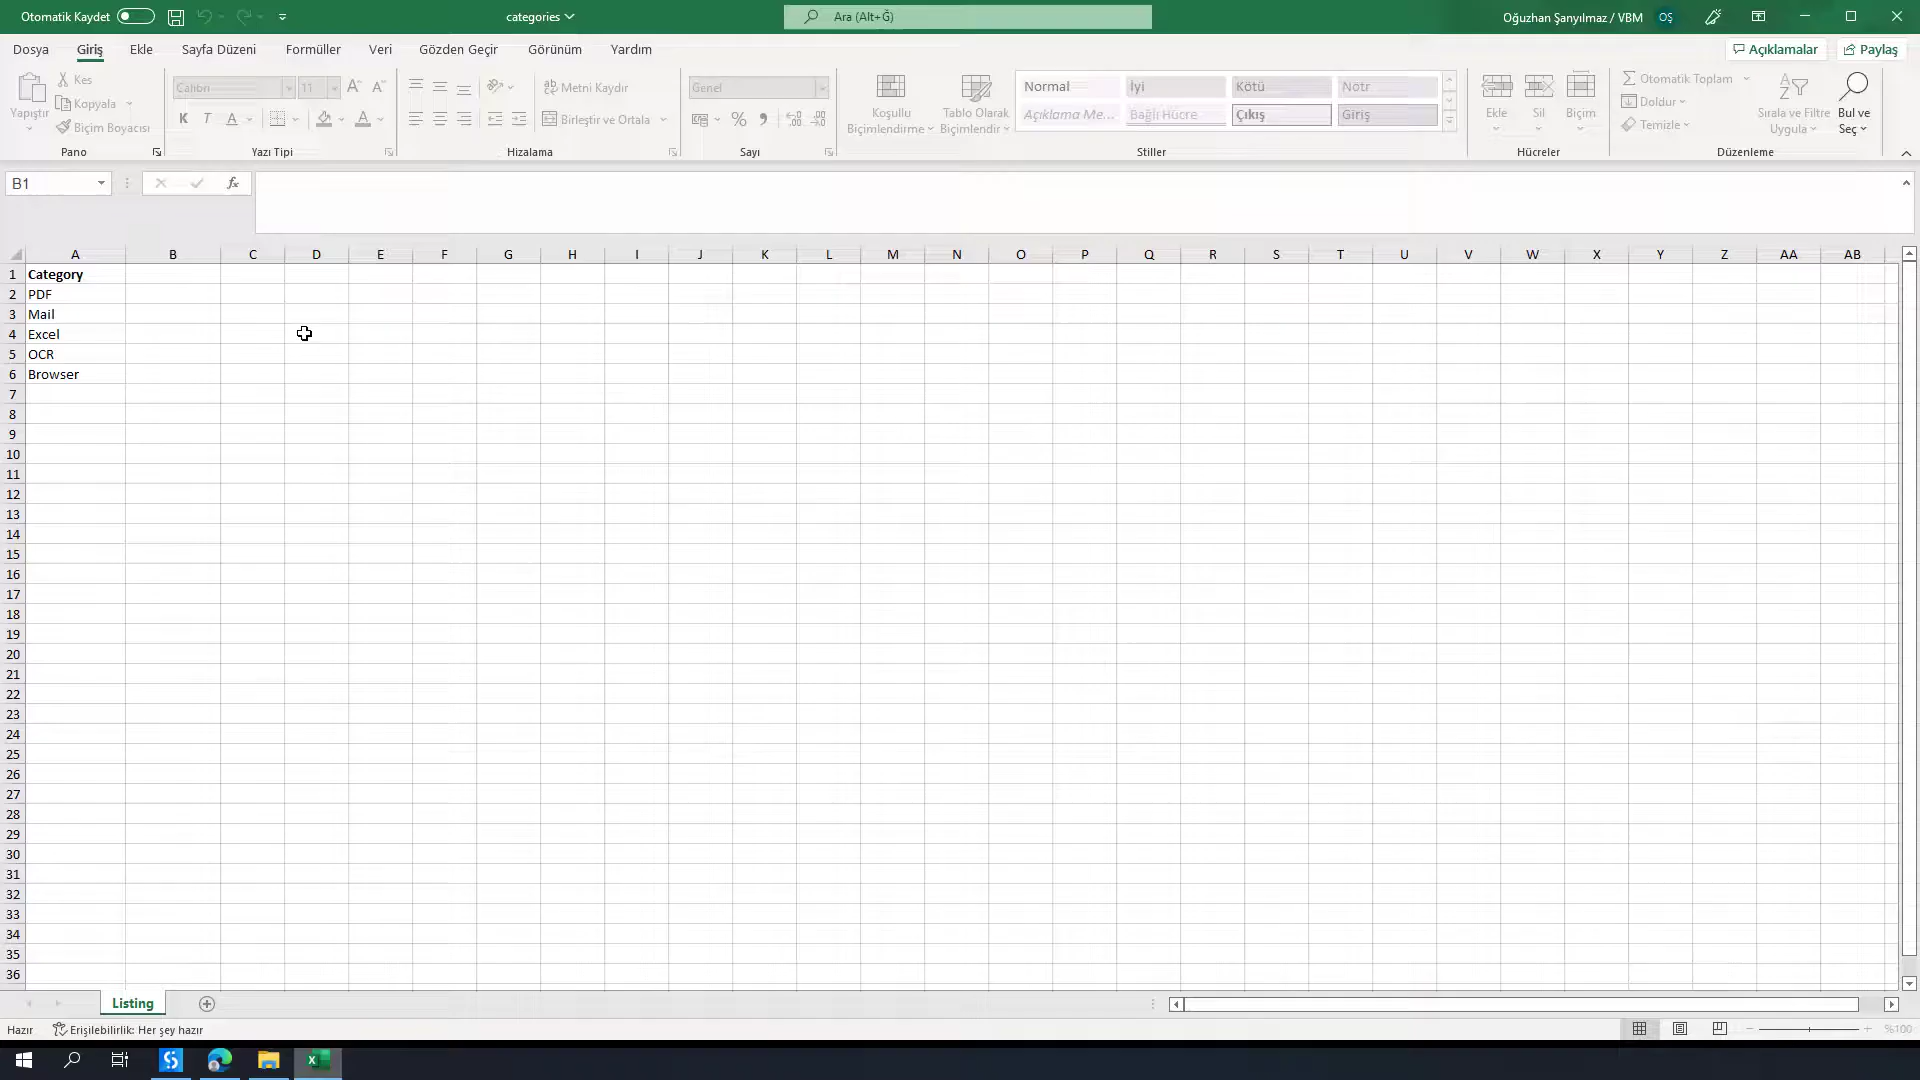 Otomatik Kaydet categories Ara (Alt+Ğ) Oğuzhan Şanyılmaz / VBM OŞ
Dosya Giriş Ekle Sayfa Düzeni Formüller Veri Gözden Geçir Görünüm Yardım Açıklamalar Paylaş
Yapıştır
Kes
Kopyala
Biçim Boyacısı
Pano
Calibri 11
Yazı Tipi
Metni Kaydır
Birleştir ve Ortala
Hizalama
Genel
Sayı
Koşullu Biçimlendirme
Tablo Olarak Biçimlendir
Normal İyi Kötü Nötr
Açıklama Me... Bağlı Hücre Çıkış Giriş
Stiller
Ekle Sil Biçim
Hücreler
Otomatik Toplam
Doldur
Temizle
Sırala ve Filtre Uygula
Bul ve Seç
Düzenleme
B1 fx
A B C D E F G H I J K L M N O P Q R S T U V W X Y Z AA AB
1 Category
2 PDF
3 Mail
4 Excel
5 OCR
6 Browser
7
8
9
10
11
12
13
14
15
16
17
18
19
20
21
22
23
24
25
26
27
28
29
30
31
32
33
34
35
36
Listing
Hazır Erişilebilirlik: Her şey hazır %100